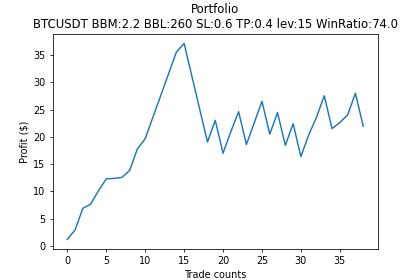 Portfolio
BTCUSDT BBM:2.2 BBL:260 SL:0.6 TP:0.4 lev:15 WinRatio:74.0
35
30
25
20
15
10
5
0
Profit ($)
0 5 10 15 20 25 30 35
Trade counts